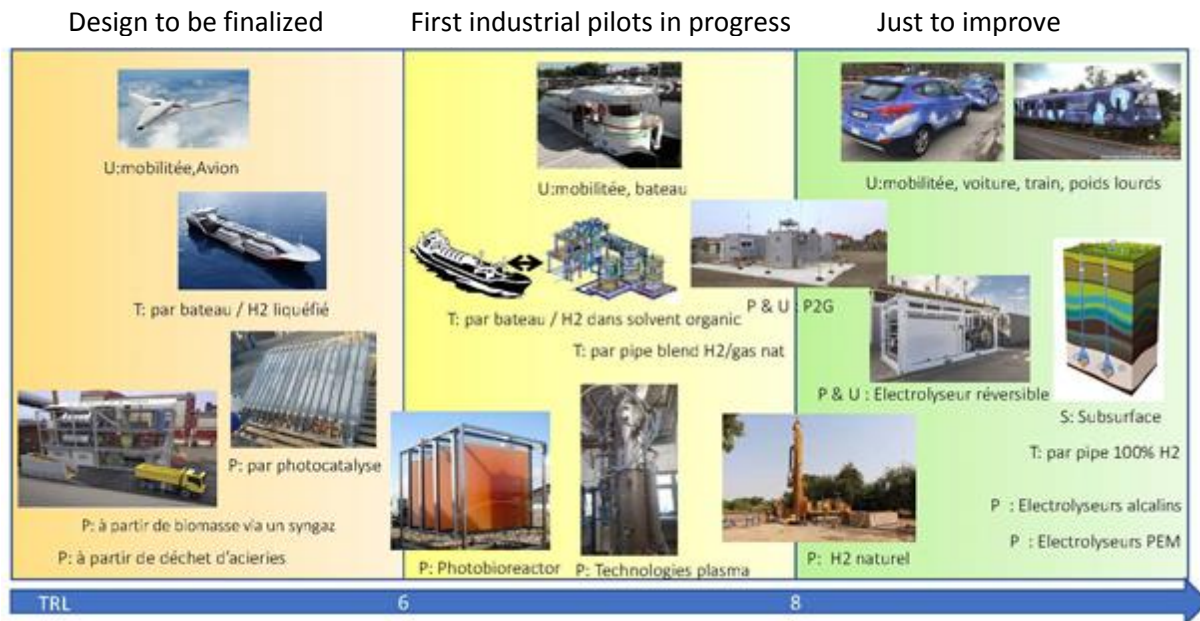 Design to be finalized
First industrial pilots in progress
Just to improve
U:mobilitée,Avion
U:mobilitée, bateau
U:mobilitée, voiture, train, poids lourds
T: par bateau / H2 liquéfié
T: par bateau / H2 dans solvent organic
P & U : P2G
T: par pipe blend H2/gas nat
P & U : Electrolyseur réversible
S: Subsurface
T: par pipe 100% H2
P: par photocatalyse
P : Electrolyseurs alcalins
P : Electrolyseurs PEM
P: à partir de biomasse via un syngaz
P: à partir de déchet d'acieries
P: Photobioreactor
P: Technologies plasma
P: H2 naturel
TRL
6
8